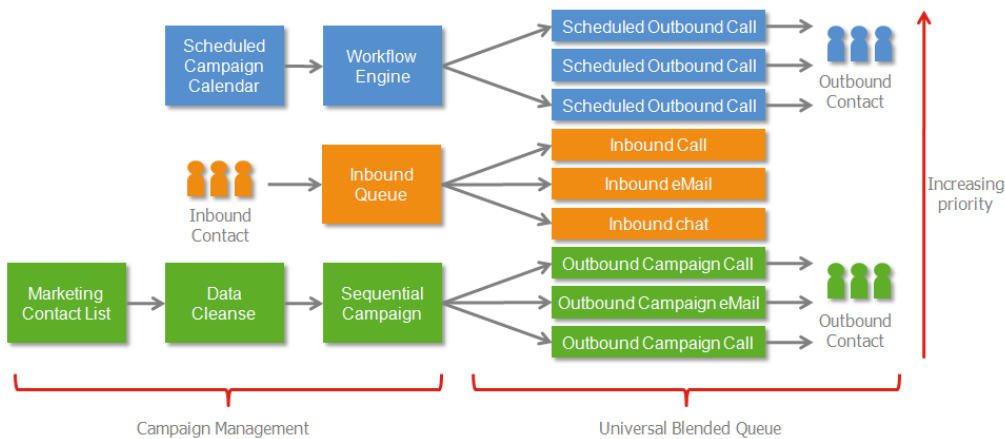 Scheduled
Campaign
Calendar
Workflow
Engine
Scheduled Outbound Call
Scheduled Outbound Call
Scheduled Outbound Call
Outbound
Contact
Inbound
Contact
Inbound
Queue
Inbound Call
Inbound eMail
Inbound chat
Increasing
priority
Marketing
Contact List
Data
Cleanse
Sequential
Campaign
Outbound Campaign Call
Outbound Campaign eMail
Outbound Campaign Call
Outbound
Contact
Campaign Management
Universal Blended Queue